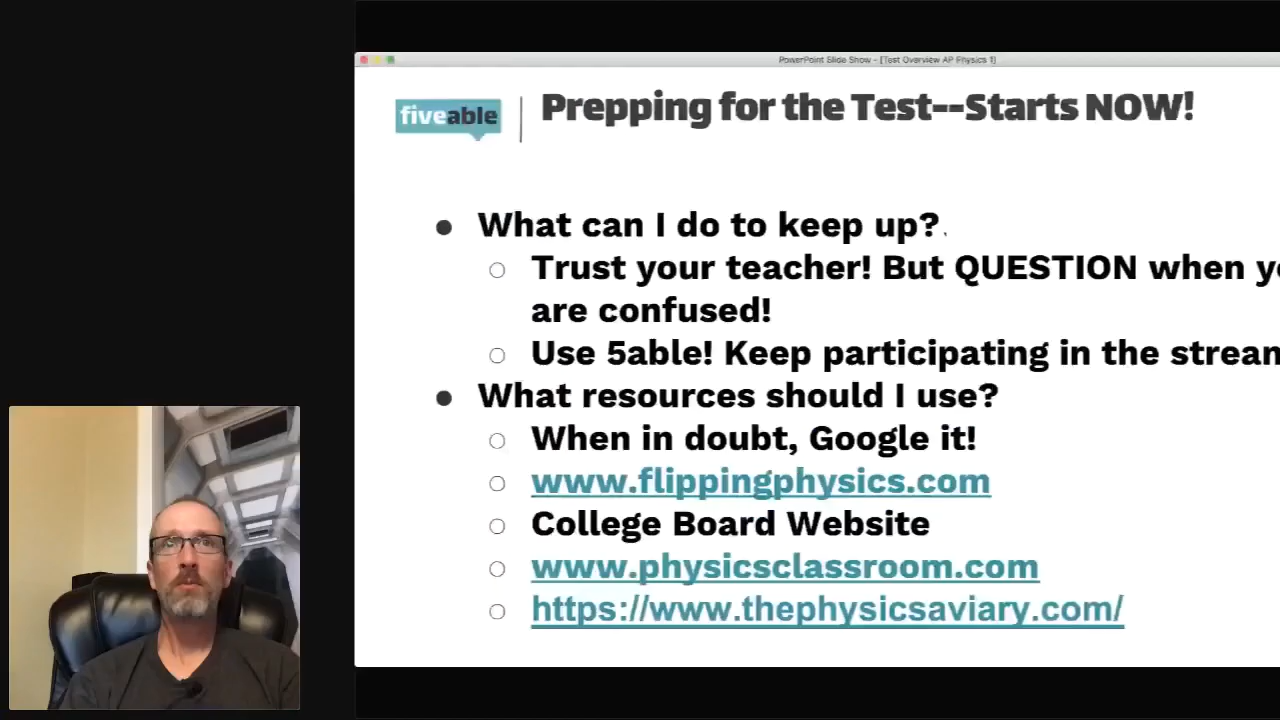 PowerPoint Slide Show - [Test Overview AP Physics 1]
fiveable
Prepping for the Test--Starts NOW!
What can I do to keep up?
Trust your teacher! But QUESTION when
are confused!
Use 5able! Keep participating in the
What resources should I use?
When in doubt, Google it!
www.flippingphysics.com
College Board Website
www.physicsclassroom.com
https://www.thephysicsaviary.com/